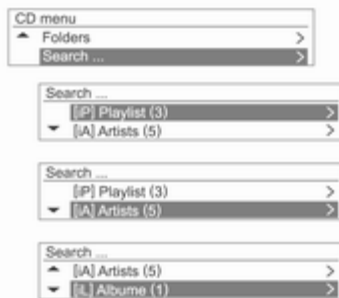 CD menu
Folders
Search ...
Search ...
[iP] Playlist (3)
[iA] Artists (5)
Search ...
[iP] Playlist (3)
[iA] Artists (5)
Search ...
[iA] Artists (5)
[iL] Albume (1)